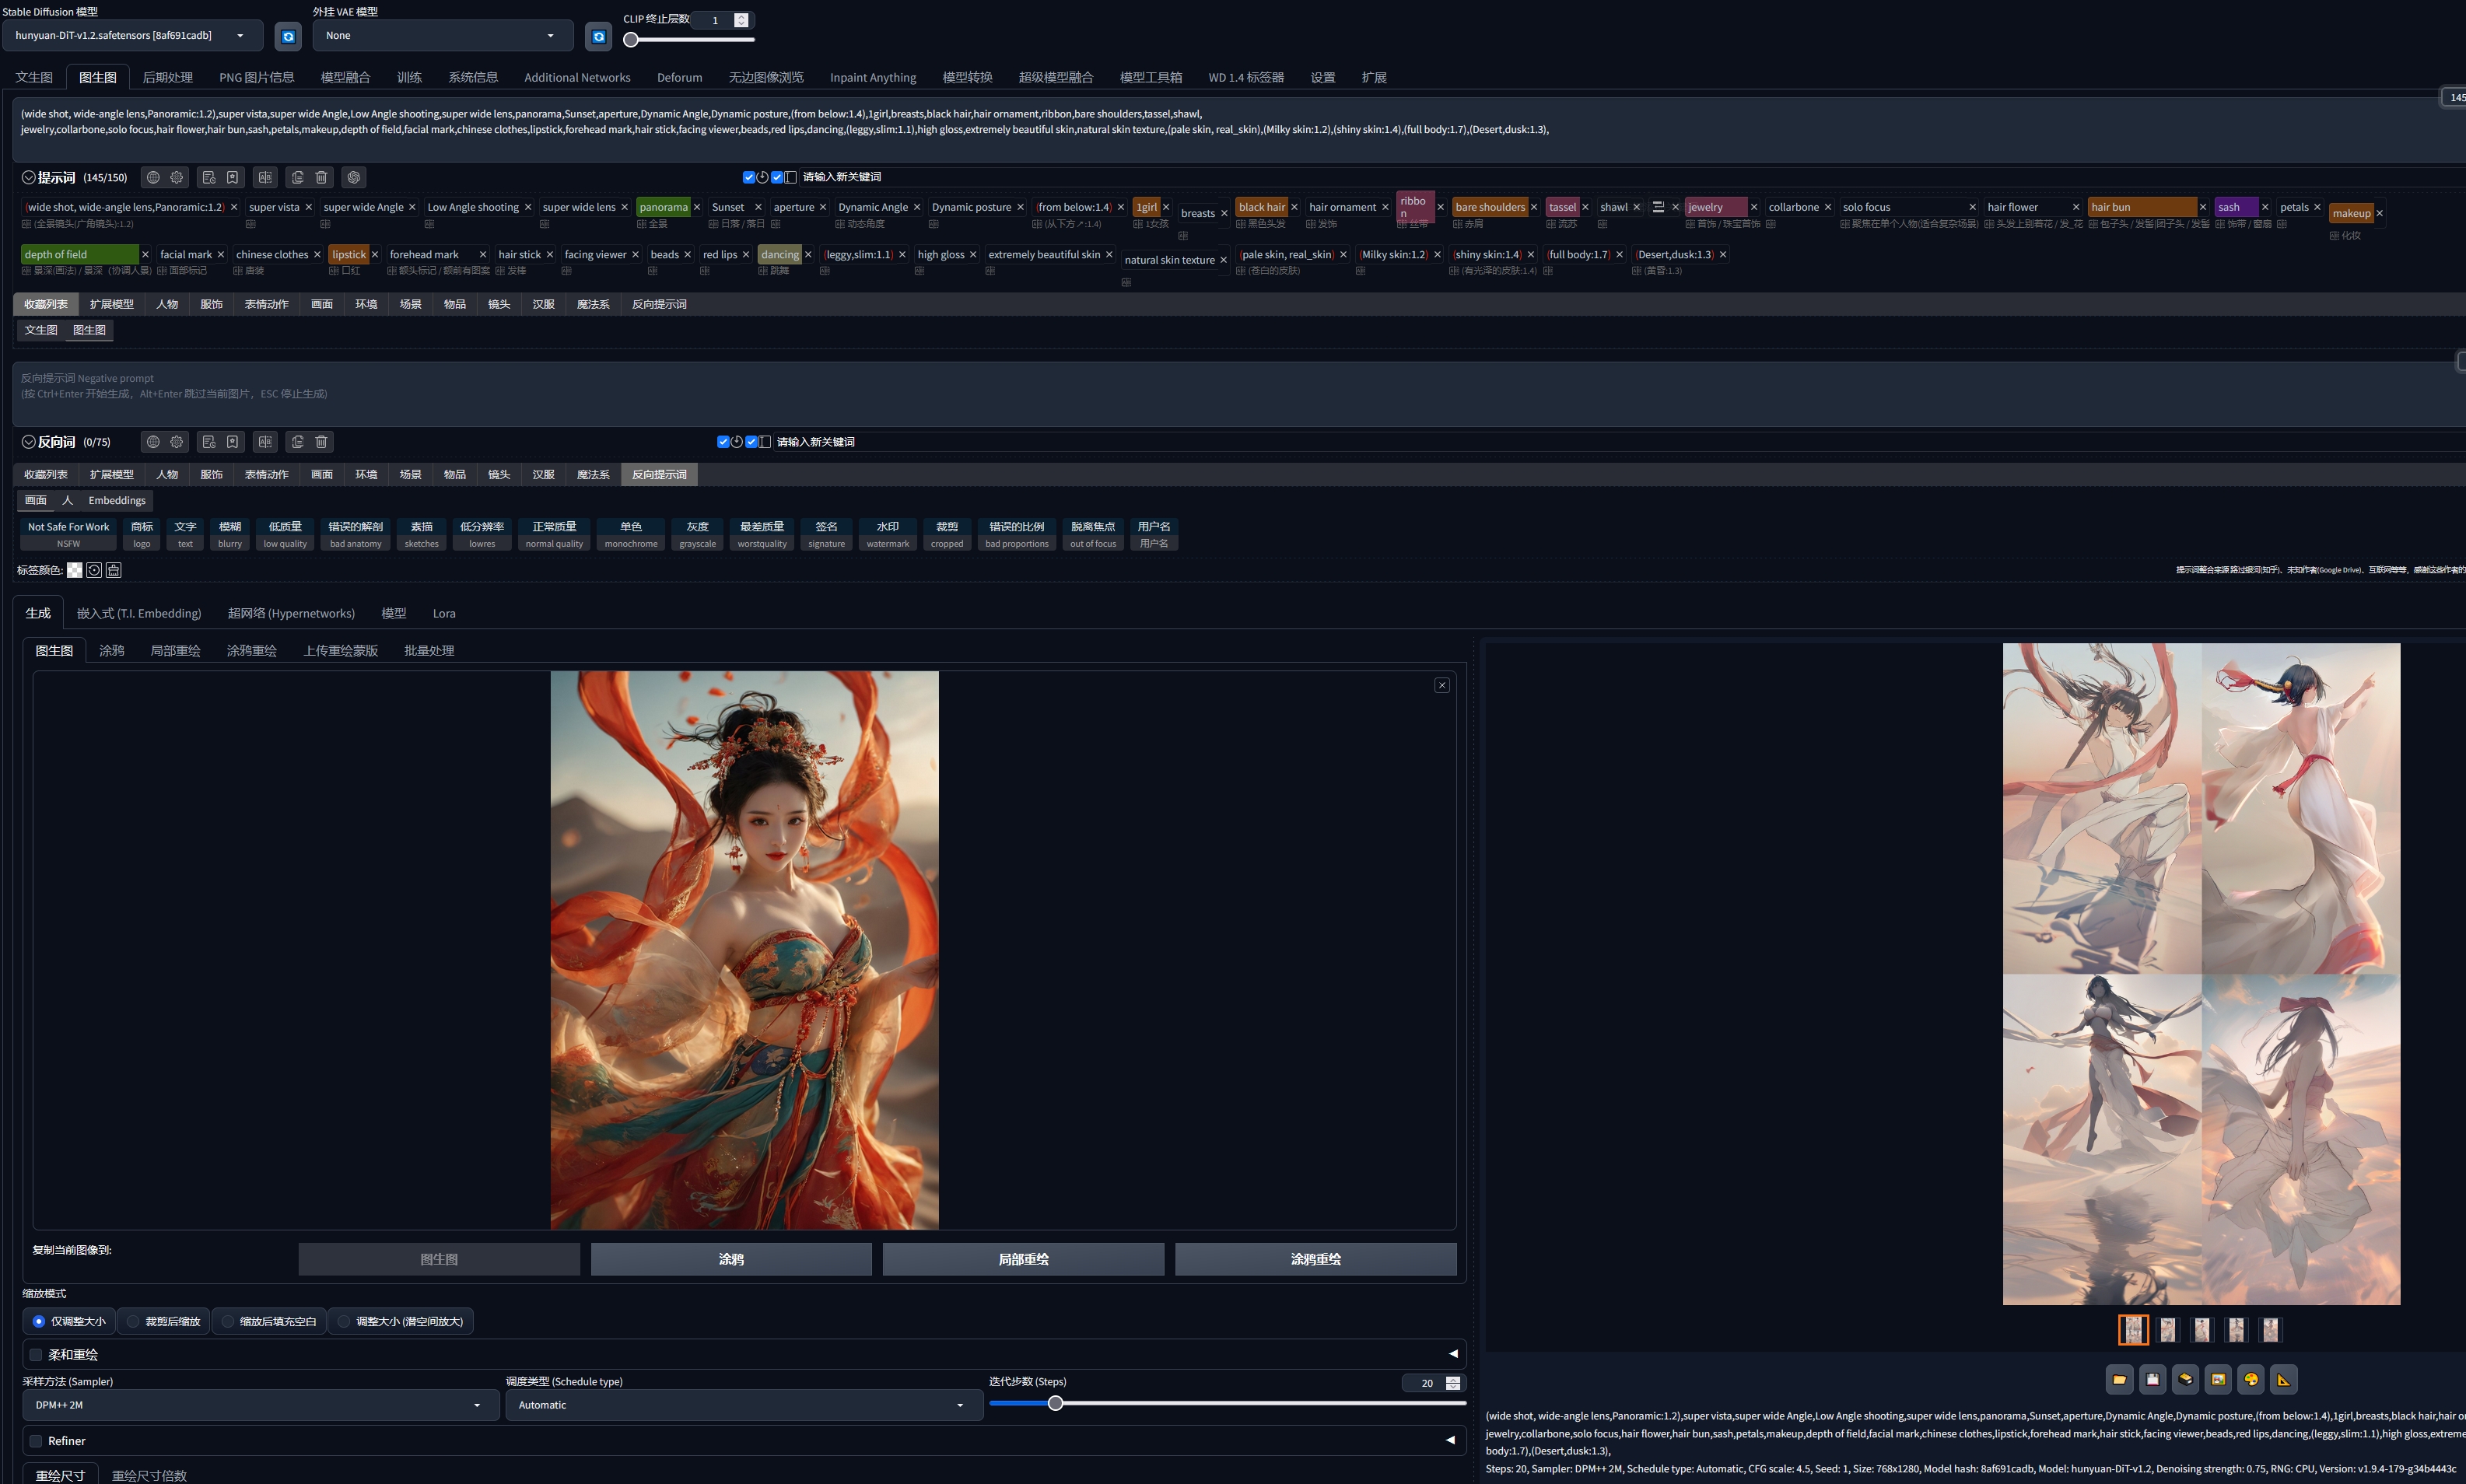 Stable Diffusion 模型
外挂 VAE 模型
CLIP 终止层数 1
hunyuan-DiT-v1.2.safetensors [8af691cadb]
None
文生图 图生图 后期处理 PNG 图片信息 模型融合 训练 系统信息 Additional Networks Deforum 无边图像浏览 Inpaint Anything 模型转换 超级模型融合 模型工具箱 WD 1.4 标签器 设置 扩展
145
(wide shot, wide-angle lens,Panoramic:1.2),super vista,super wide Angle,Low Angle shooting,super wide lens,panorama,Sunset,aperture,Dynamic Angle,Dynamic posture,(from below:1.4),1girl,breasts,black hair,hair ornament,ribbon,bare shoulders,tassel,shawl,
jewelry,collarbone,solo focus,hair flower,hair bun,sash,petals,makeup,depth of field,facial mark,chinese clothes,lipstick,forehead mark,hair stick,facing viewer,beads,red lips,dancing,(leggy,slim:1.1),high gloss,extremely beautiful skin,natural skin texture,(pale skin, real_skin),(Milky skin:1.2),(shiny skin:1.4),(full body:1.7),(Desert,dusk:1.3),
提示词 (145/150) 请输入新关键词
(wide shot, wide-angle lens,Panoramic:1.2) super vista super wide Angle Low Angle shooting super wide lens panorama Sunset aperture Dynamic Angle Dynamic posture (from below:1.4) 1girl breasts black hair hair ornament ribbon bare shoulders tassel shawl jewelry collarbone solo focus hair flower hair bun sash petals makeup
(全景镜头(广角镜头):1.2) 全景 日落 / 落日 动态角度 (从下方↗:1.4) 1女孩 黑色头发 发饰 丝带 赤肩 流苏 首饰 / 珠宝首饰 聚焦在单个人物(适合复杂场景) 头发上别着花 / 发_花 包子头 / 发髻|团子头 / 发髻 饰带 / 窗扇 化妆
depth of field facial mark chinese clothes lipstick forehead mark hair stick facing viewer beads red lips dancing (leggy,slim:1.1) high gloss extremely beautiful skin natural skin texture (pale skin, real_skin) (Milky skin:1.2) (shiny skin:1.4) (full body:1.7) (Desert,dusk:1.3)
景深(画法) / 景深（协调人景） 面部标记 唐装 口红 额头标记 / 额前有图案 发棒 跳舞 (苍白的皮肤) (有光泽的皮肤:1.4) (黄昏:1.3)
收藏列表 扩展模型 人物 服饰 表情动作 画面 环境 场景 物品 镜头 汉服 魔法系 反向提示词
文生图 图生图
反向提示词 Negative prompt
(按 Ctrl+Enter 开始生成，Alt+Enter 跳过当前图片，ESC 停止生成)
反向词 (0/75) 请输入新关键词
收藏列表 扩展模型 人物 服饰 表情动作 画面 环境 场景 物品 镜头 汉服 魔法系 反向提示词
画面 人 Embeddings
Not Safe For Work 商标 文字 模糊 低质量 错误的解剖 素描 低分辨率 正常质量 单色 灰度 最差质量 签名 水印 裁剪 错误的比例 脱离焦点 用户名
NSFW logo text blurry low quality bad anatomy sketches lowres normal quality monochrome grayscale worstquality signature watermark cropped bad proportions out of focus 用户名
标签颜色:
提示词整合来源 路过银河(知乎)、未知作者(Google Drive)、互联网等等，感谢这些作者的
生成 嵌入式 (T.I. Embedding) 超网络 (Hypernetworks) 模型 Lora
图生图 涂鸦 局部重绘 涂鸦重绘 上传重绘蒙版 批量处理
复制当前图像到:
图生图 涂鸦 局部重绘 涂鸦重绘
缩放模式
仅调整大小 裁剪后缩放 缩放后填充空白 调整大小 (潜空间放大)
柔和重绘
采样方法 (Sampler) 调度类型 (Schedule type) 迭代步数 (Steps) 20
DPM++ 2M Automatic
Refiner
重绘尺寸 重绘尺寸倍数
(wide shot, wide-angle lens,Panoramic:1.2),super vista,super wide Angle,Low Angle shooting,super wide lens,panorama,Sunset,aperture,Dynamic Angle,Dynamic posture,(from below:1.4),1girl,breasts,black hair,hair
jewelry,collarbone,solo focus,hair flower,hair bun,sash,petals,makeup,depth of field,facial mark,chinese clothes,lipstick,forehead mark,hair stick,facing viewer,beads,red lips,dancing,(leggy,slim:1.1),high gloss,
body:1.7),(Desert,dusk:1.3),
Steps: 20, Sampler: DPM++ 2M, Schedule type: Automatic, CFG scale: 4.5, Seed: 1, Size: 768x1280, Model hash: 8af691cadb, Model: hunyuan-DiT-v1.2, Denoising strength: 0.75, RNG: CPU, Version: v1.9.4-179-g34b4443c